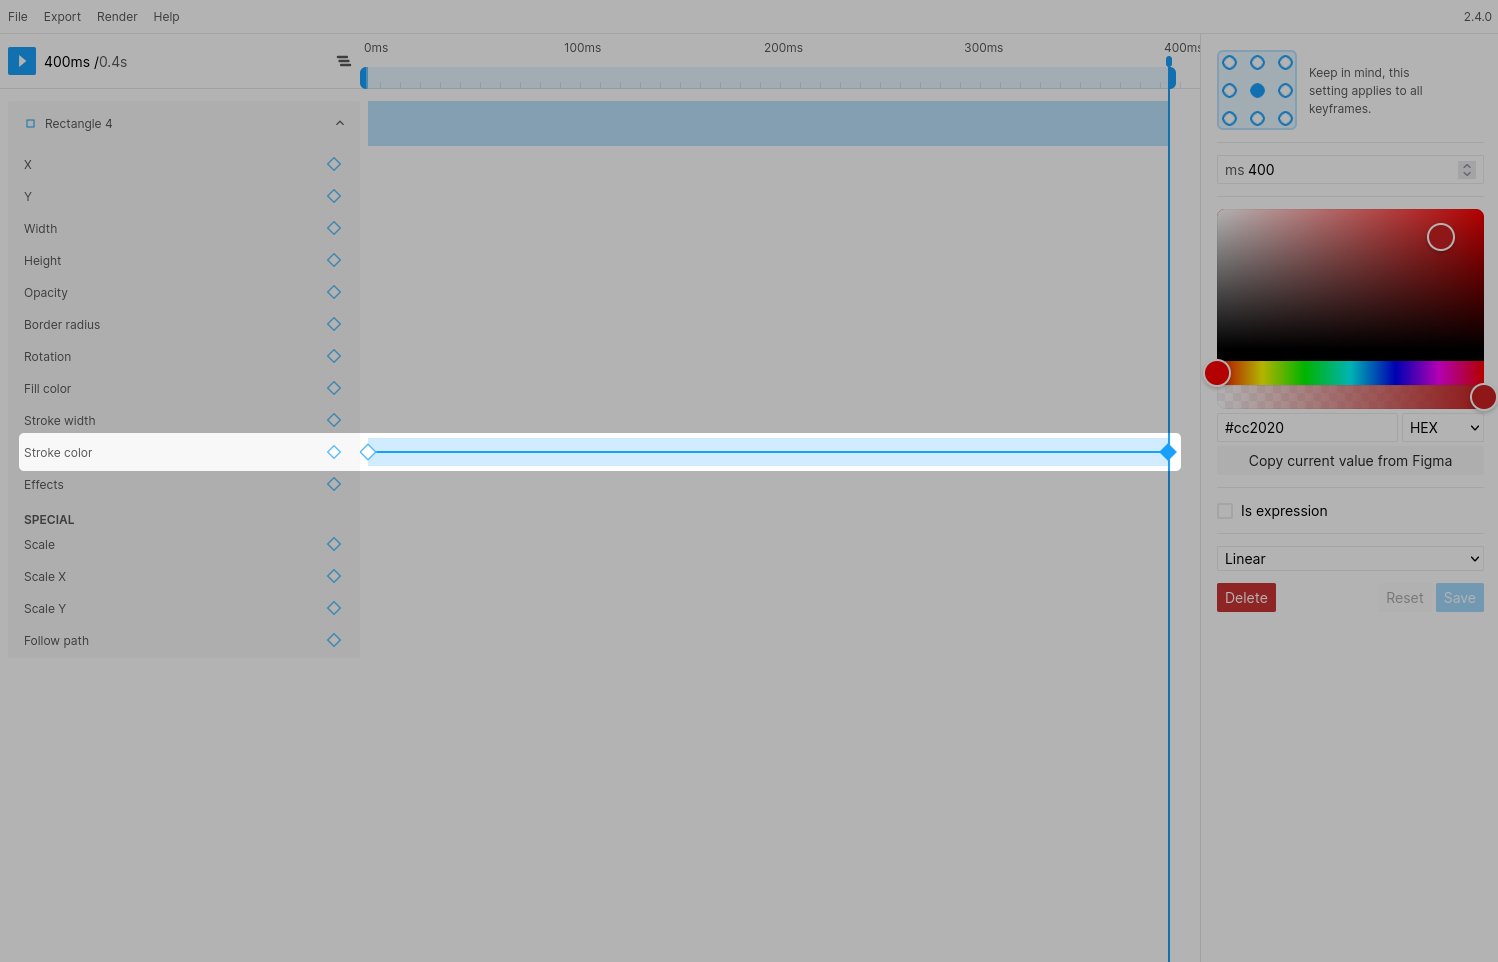 File Export Render Help 2.4.0
400ms /0.4s
0ms 100ms 200ms 300ms 400ms
Keep in mind, this
setting applies to all
keyframes.
Rectangle 4
X
Y
Width
Height
Opacity
Border radius
Rotation
Fill color
Stroke width
Stroke color
Effects
SPECIAL
Scale
Scale X
Scale Y
Follow path
ms 400
#cc2020 HEX
Copy current value from Figma
Is expression
Linear
Delete Reset Save